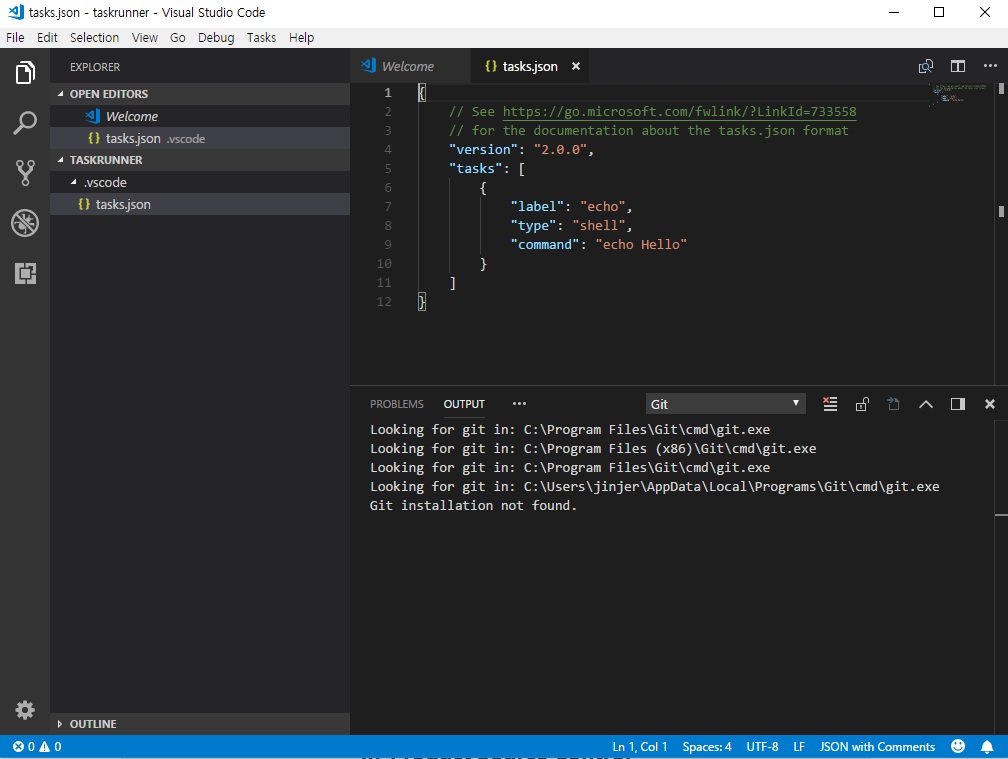 tasks.json - taskrunner - Visual Studio Code
File Edit Selection View Go Debug Tasks Help
EXPLORER
OPEN EDITORS
Welcome
tasks.json .vscode
TASKRUNNER
.vscode
{} tasks.json
OUTLINE
Welcome
{} tasks.json ×
1 {
2 // See https://go.microsoft.com/fwlink/?LinkId=733558
3 // for the documentation about the tasks.json format
4 "version": "2.0.0",
5 "tasks": [
6 {
7 "label": "echo",
8 "type": "shell",
9 "command": "echo Hello"
10 }
11 ]
12 }
PROBLEMS OUTPUT ··· Git
Looking for git in: C:\Program Files\Git\cmd\git.exe
Looking for git in: C:\Program Files (x86)\Git\cmd\git.exe
Looking for git in: C:\Program Files\Git\cmd\git.exe
Looking for git in: C:\Users\jinjer\AppData\Local\Programs\Git\cmd\git.exe
Git installation not found.
0 0 Ln 1, Col 1 Spaces: 4 UTF-8 LF JSON with Comments